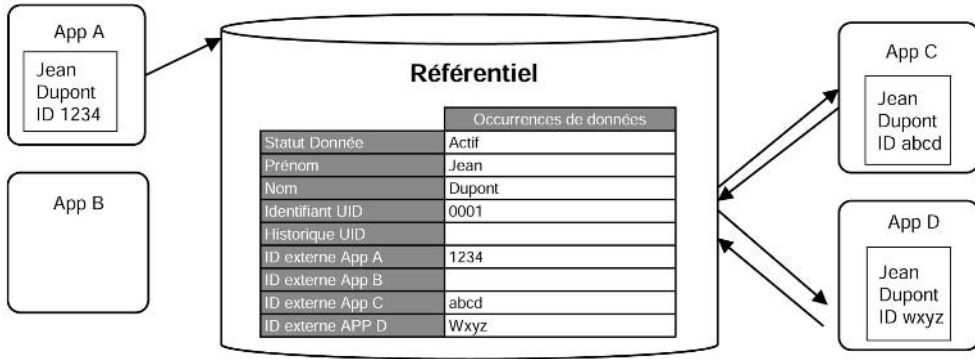 App A
Jean
Dupont
ID 1234
App B
Référentiel
Occurrences de données
Statut Donnée Actif
Prénom Jean
Nom Dupont
Identifiant UID 0001
Historique UID
ID externe App A 1234
ID externe App B
ID externe App C abcd
ID externe APP D Wxyz
App C
Jean
Dupont
ID abcd
App D
Jean
Dupont
ID wxyz